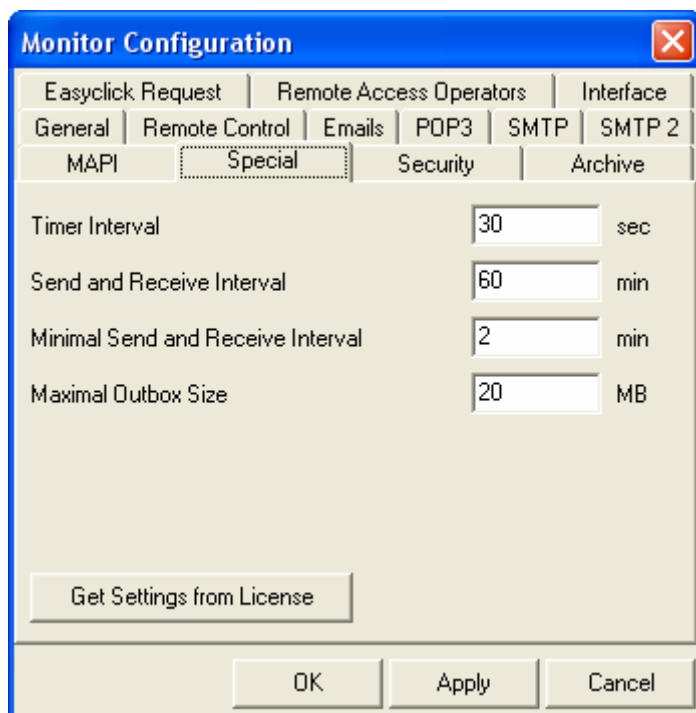 Monitor Configuration
Easyclick Request Remote Access Operators Interface
General Remote Control Emails POP3 SMTP SMTP 2
MAPI Special Security Archive
Timer Interval 30 sec
Send and Receive Interval 60 min
Minimal Send and Receive Interval 2 min
Maximal Outbox Size 20 MB
Get Settings from License
OK Apply Cancel